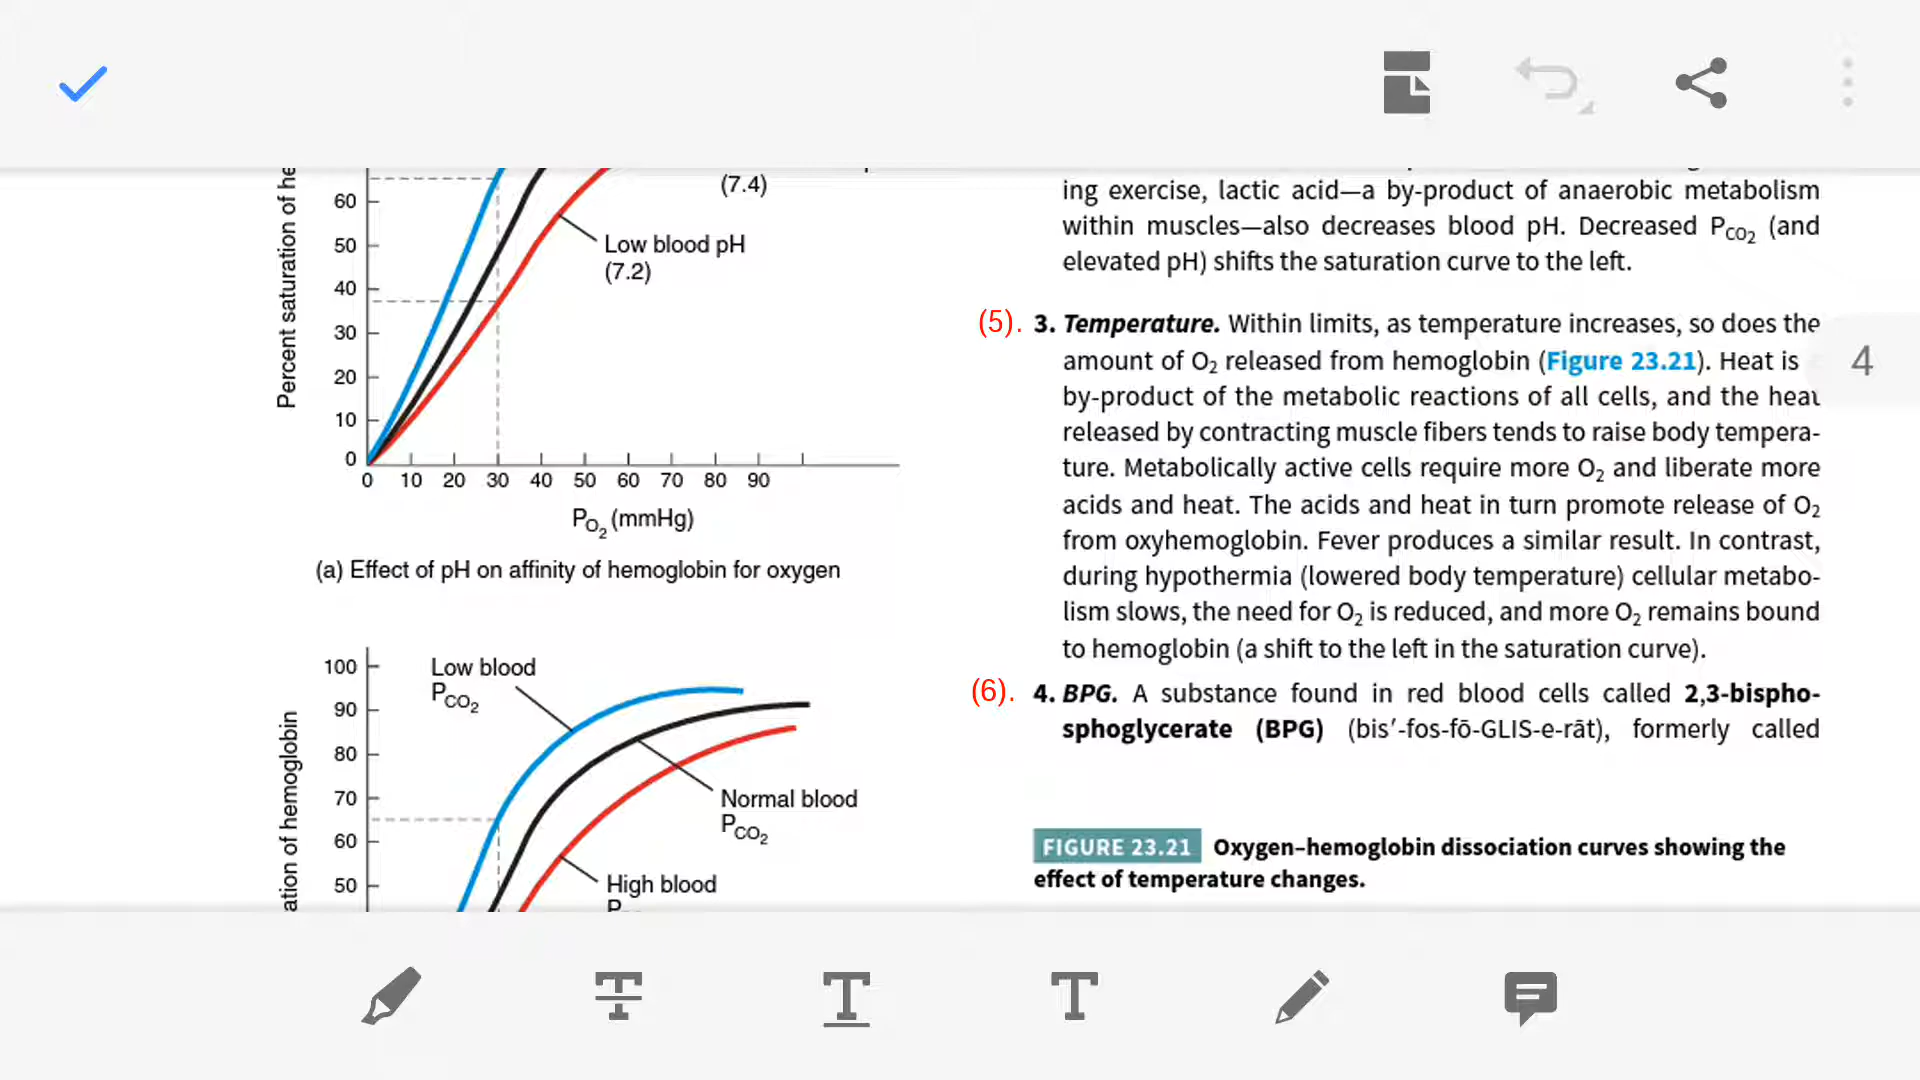 Percent saturation of he
60
50
40
30
20
10
0
0 10 20 30 40 50 60 70 80 90
(7.4)
Low blood pH
(7.2)
PO2 (mmHg)
(a) Effect of pH on affinity of hemoglobin for oxygen
ation of hemoglobin
100
90
80
70
60
50
Low blood
PCO2
Normal blood
PCO2
High blood
P
ing exercise, lactic acid—a by-product of anaerobic metabolism
within muscles—also decreases blood pH. Decreased PCO2 (and
elevated pH) shifts the saturation curve to the left.
(5). 3. Temperature. Within limits, as temperature increases, so does the
amount of O2 released from hemoglobin (Figure 23.21). Heat is
by-product of the metabolic reactions of all cells, and the heat
released by contracting muscle fibers tends to raise body tempera-
ture. Metabolically active cells require more O2 and liberate more
acids and heat. The acids and heat in turn promote release of O2
from oxyhemoglobin. Fever produces a similar result. In contrast,
during hypothermia (lowered body temperature) cellular metabo-
lism slows, the need for O2 is reduced, and more O2 remains bound
to hemoglobin (a shift to the left in the saturation curve).
(6). 4. BPG. A substance found in red blood cells called 2,3-bispho-
sphoglycerate (BPG) (bis′-fos-fō-GLIS-e-rāt), formerly called
FIGURE 23.21 Oxygen–hemoglobin dissociation curves showing the
effect of temperature changes.
4